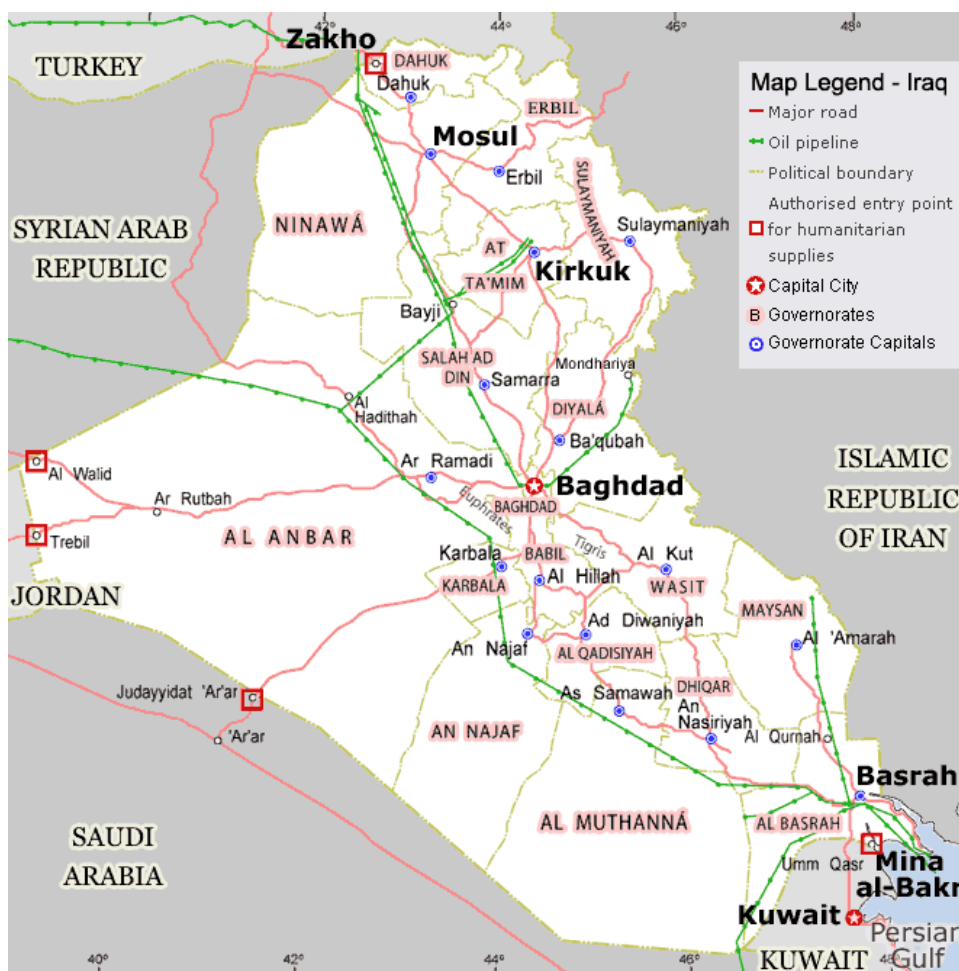 42
44
46
48
Zakho
TURKEY
DAHUK
Dahuk
ERBIL
Mosul
Erbil
Map Legend - Iraq
Major road
Oil pipeline
Political boundary
Authorised entry point
for humanitarian
supplies
Capital City
B Governorates
Governorate Capitals
SYRIAN ARAB
REPUBLIC
NINAWÁ
SULAYMANIYAH
Sulaymaniyah
AT
TA'MIM
Kirkuk
Bayji
SALAH AD
DIN
Samarra
Mondhariya
DIYALÁ
Al
Hadithah
Ba'qubah
Ar Ramadi
Al Walid
Ar Rutbah
Euphrates
Baghdad
BAGHDAD
ISLAMIC
REPUBLIC
OF IRAN
Trebil
AL ANBAR
Tigris
Karbala
BABIL
Al Kut
KARBALA
Al Hillah
WASIT
JORDAN
MAYSAN
Ad Diwaniyah
Al 'Amarah
An Najaf
AL QADISIYAH
Judayyidat 'Ar'ar
As Samawah
DHIQAR
An
Nasiriyah
'Ar'ar
AN NAJAF
Al Qurnah
Basrah
AL MUTHANNÁ
AL BASRAH
SAUDI
ARABIA
Umm Qasr
Mina
al-Bakr
Kuwait
Persian
Gulf
KUWAIT
40
42
44
46
48